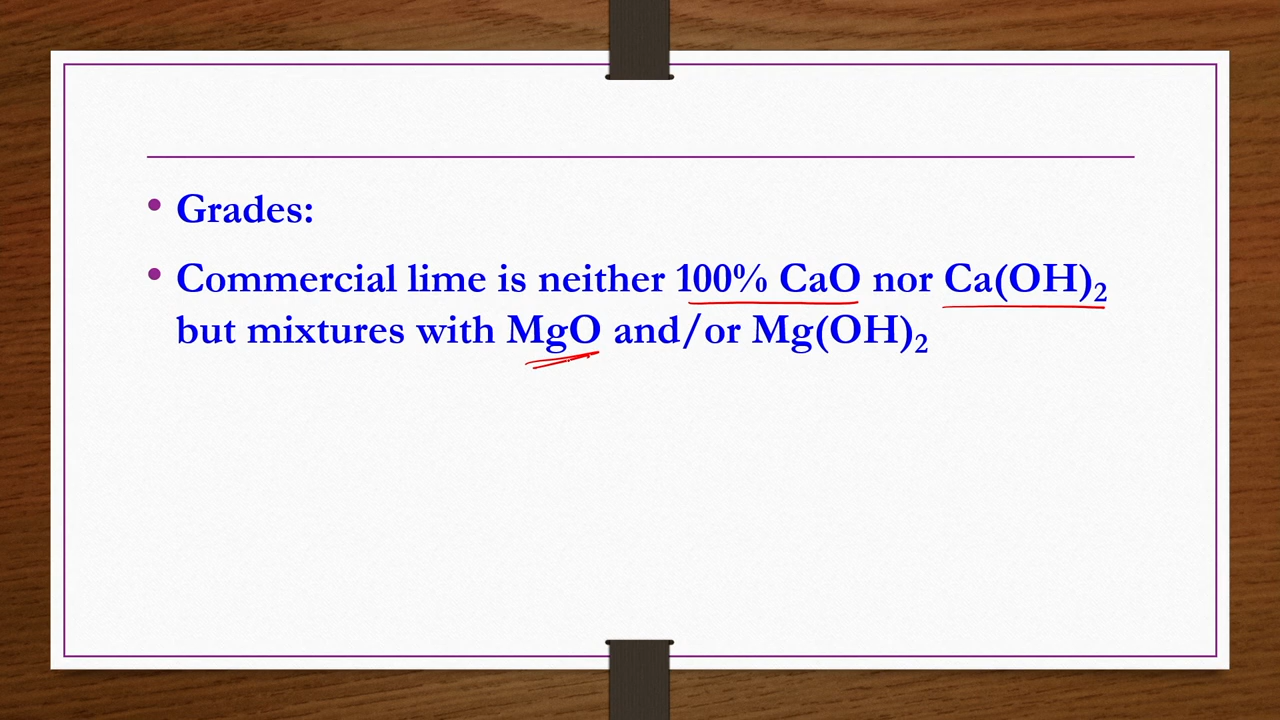 • Grades:
• Commercial lime is neither 100% CaO nor Ca(OH)₂
but mixtures with MgO and/or Mg(OH)₂